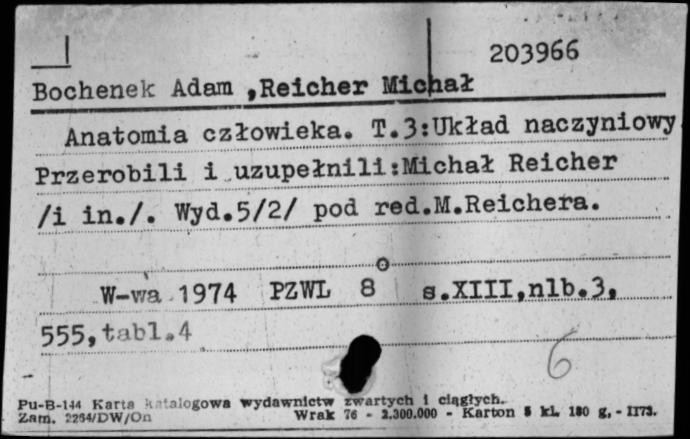 203966
Bochenek Adam ,Reicher Michał
Anatomia człowieka. T.3:Układ naczyniowy.
Przerobili i uzupełnili:Michał Reicher
/i in./. Wyd.5/2/ pod red.M.Reichera.
W-wa 1974 PZWL 8° s.XIII,nlb.3,
555,tabl.4
6
Pu-B-144 Karta katalogowa wydawnictw zwartych i ciągłych.
Zam. 2264/DW/On Wrak 76 - 2.300.000 - Karton 5 kl. 180 g, - II73.